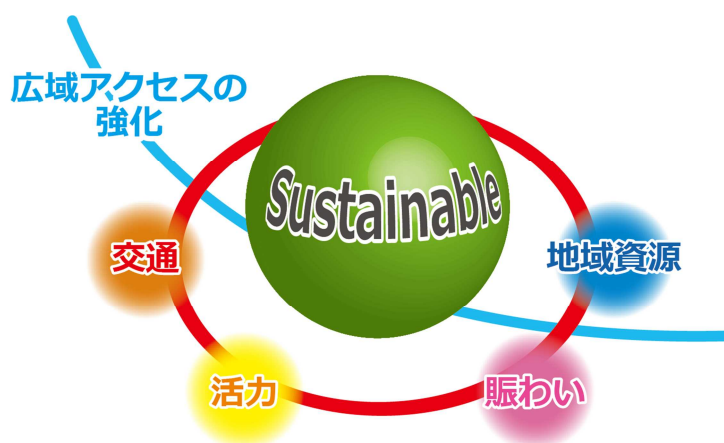 広域アクセスの
強化
Sustainable
交通
地域資源
活力
賑わい